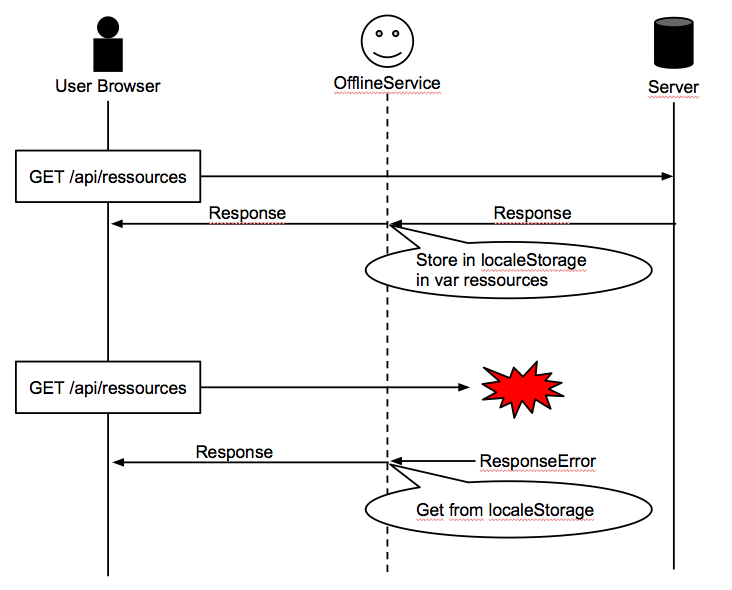 User Browser
OfflineService
Server
GET /api/ressources
Response
Response
Store in localeStorage
in var ressources
GET /api/ressources
Response
ResponseError
Get from localeStorage